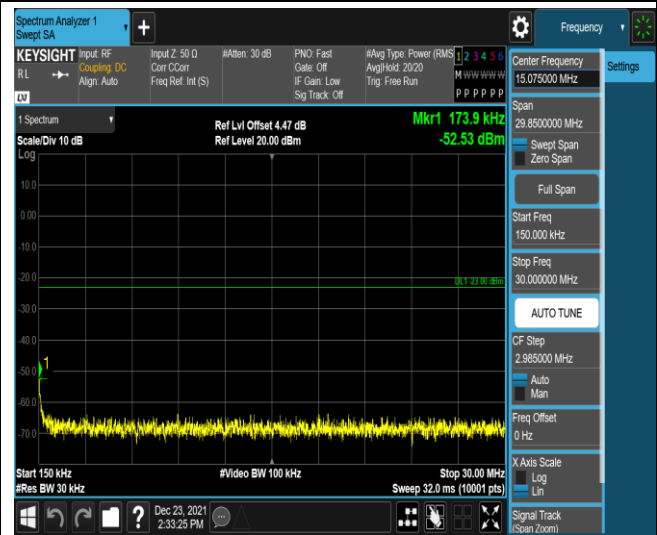 Spectrum Analyzer 1
Swept SA
Frequency
KEYSIGHT
RL
LXI
Input: RF
Coupling: DC
Align: Auto
Input Z: 50 Ω
Corr CCorr
Freq Ref: Int (S)
#Atten: 30 dB
PNO: Fast
Gate: Off
IF Gain: Low
Sig Track: Off
#Avg Type: Power (RMS
Avg|Hold: 20/20
Trig: Free Run
1 2 3 4 5 6
M W W W W W
P P P P P P
1 Spectrum
Scale/Div 10 dB
Ref Lvl Offset 4.47 dB
Ref Level 20.00 dBm
Mkr1 173.9 kHz
-52.53 dBm
Log
10.0
0.00
-10.0
-20.0
DL1 -23.00 dBm
-30.0
-40.0
1
-50.0
-60.0
-70.0
Start 150 kHz
#Video BW 100 kHz
Stop 30.00 MHz
#Res BW 30 kHz
Sweep 32.0 ms (10001 pts)
?
Dec 23, 2021
2:33:25 PM
Center Frequency
15.075000 MHz
Settings
Span
29.8500000 MHz
Swept Span
Zero Span
Full Span
Start Freq
150.000 kHz
Stop Freq
30.000000 MHz
AUTO TUNE
CF Step
2.985000 MHz
Auto
Man
Freq Offset
0 Hz
X Axis Scale
Log
Lin
Signal Track
(Span Zoom)